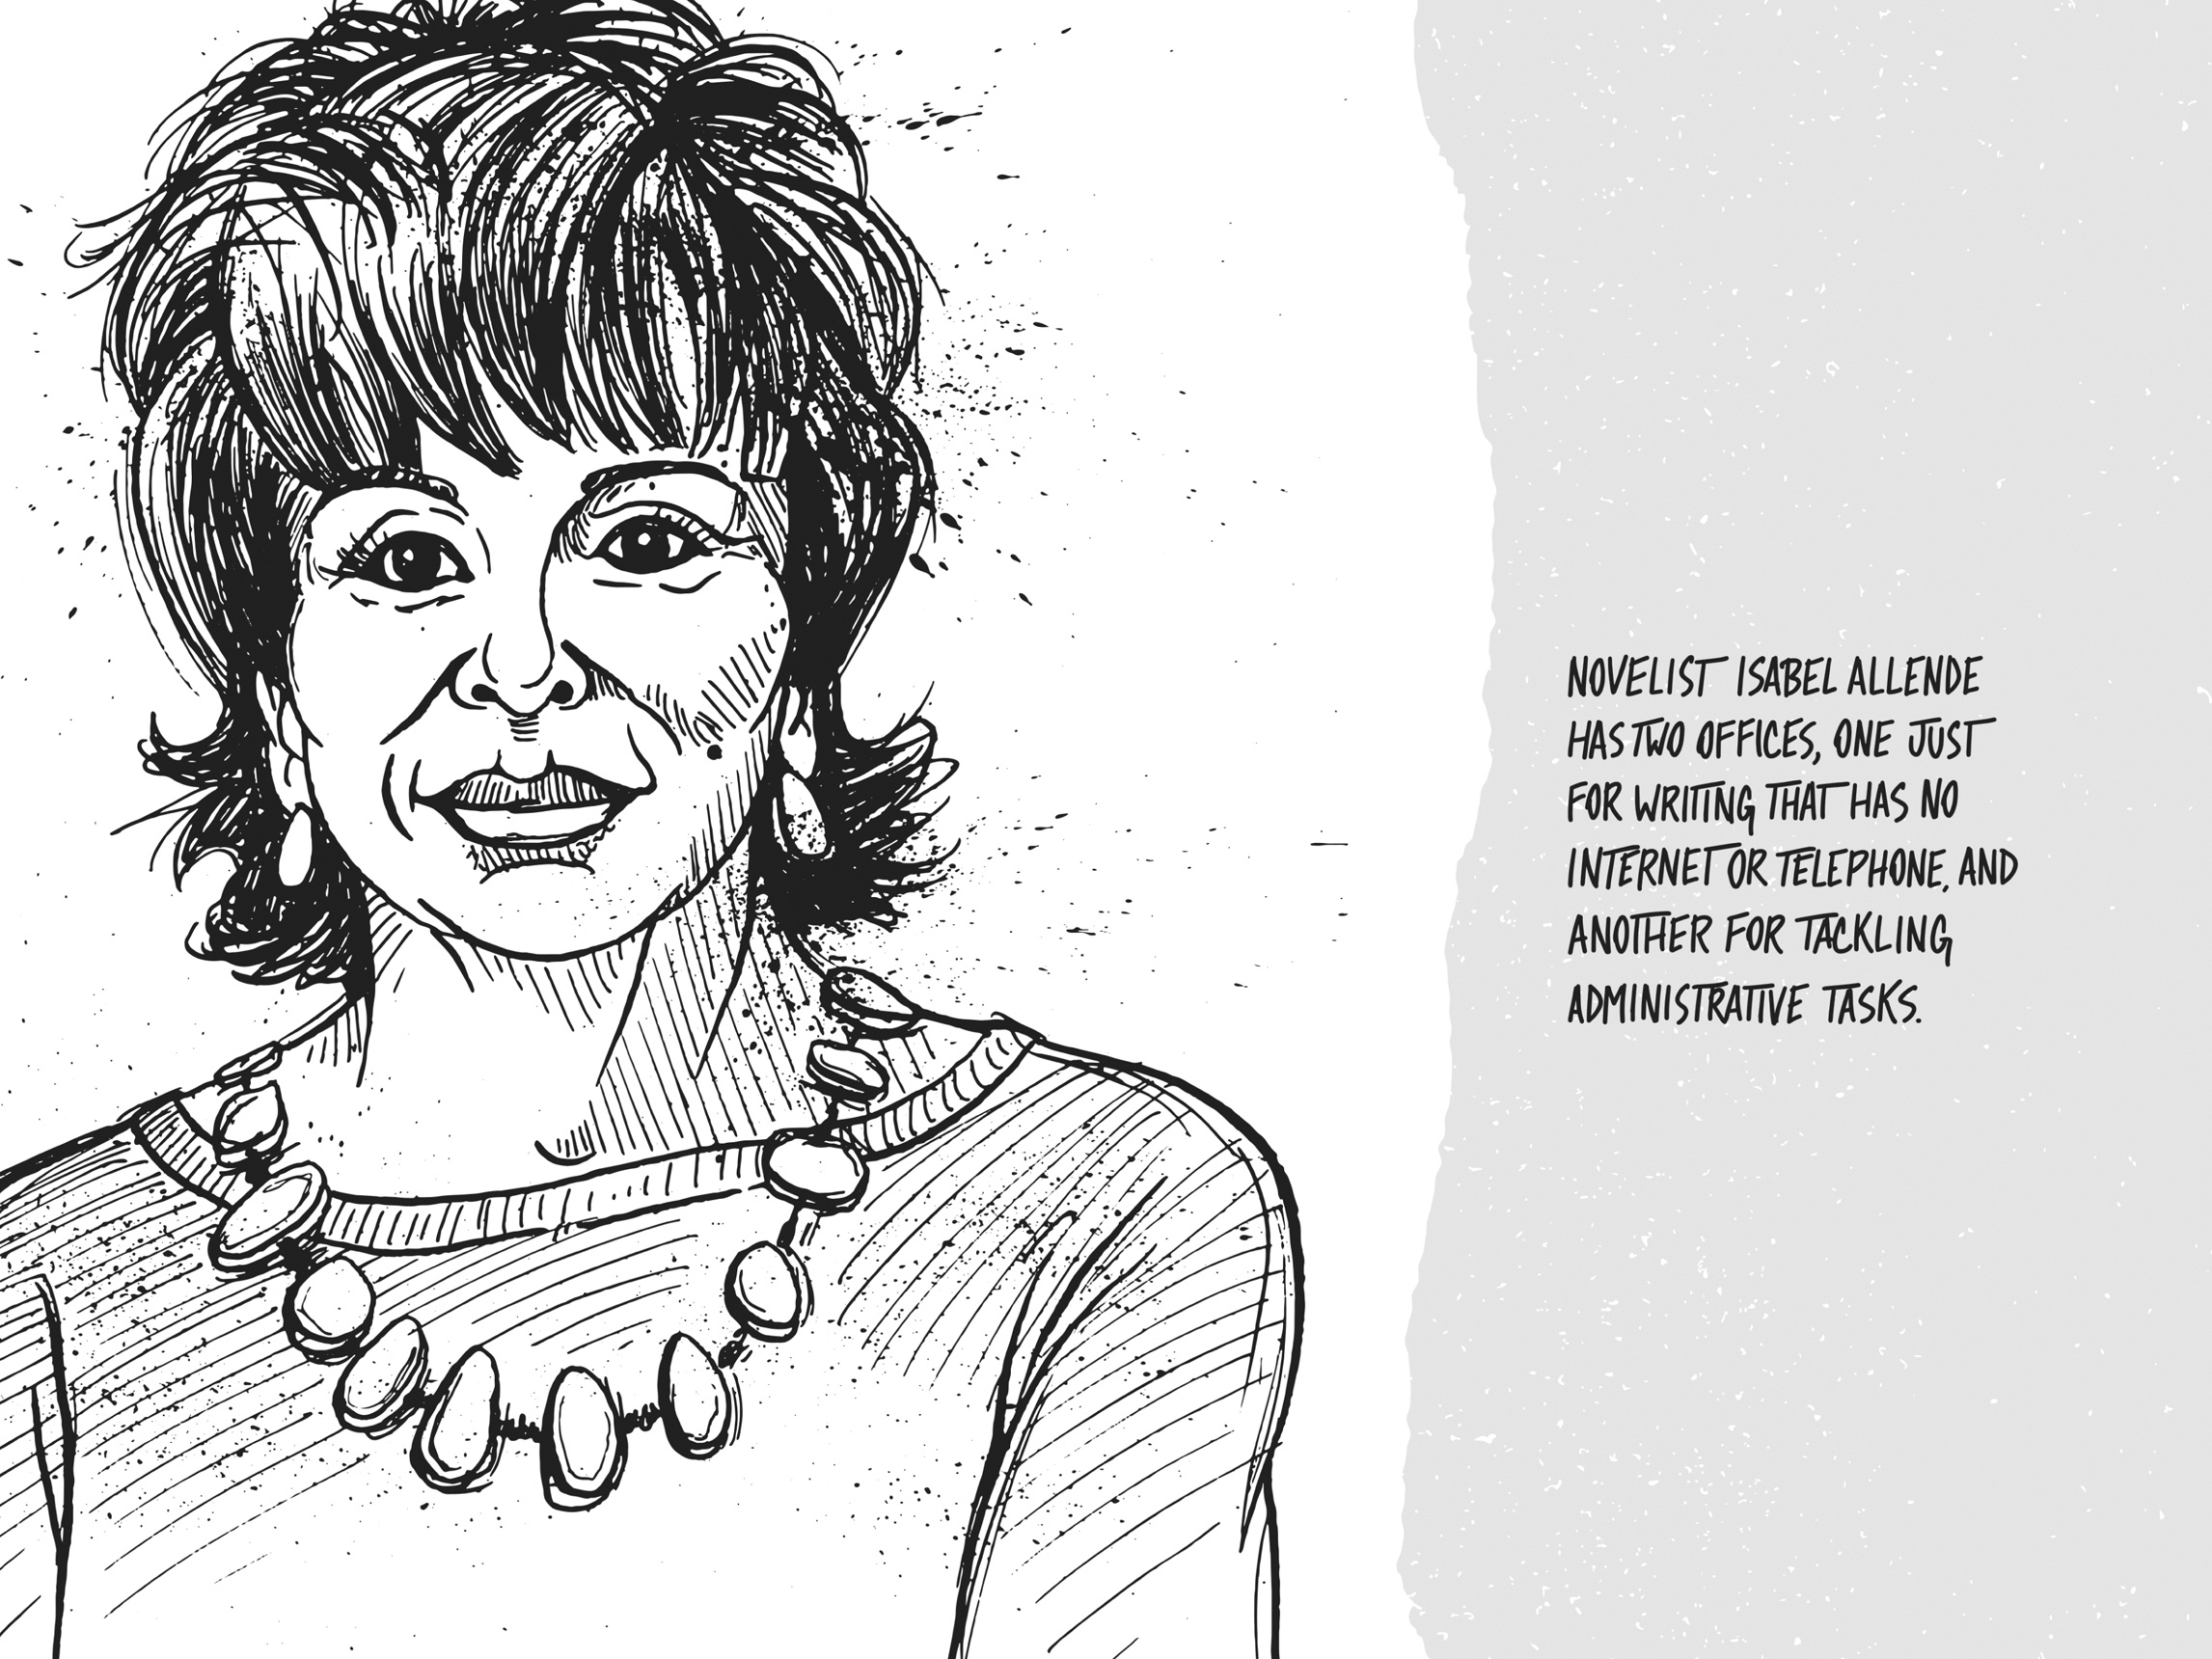 NOVELIST ISABEL ALLENDE
HAS TWO OFFICES, ONE JUST
FOR WRITING THAT HAS NO
INTERNET OR TELEPHONE, AND
ANOTHER FOR TACKLING
ADMINISTRATIVE TASKS.